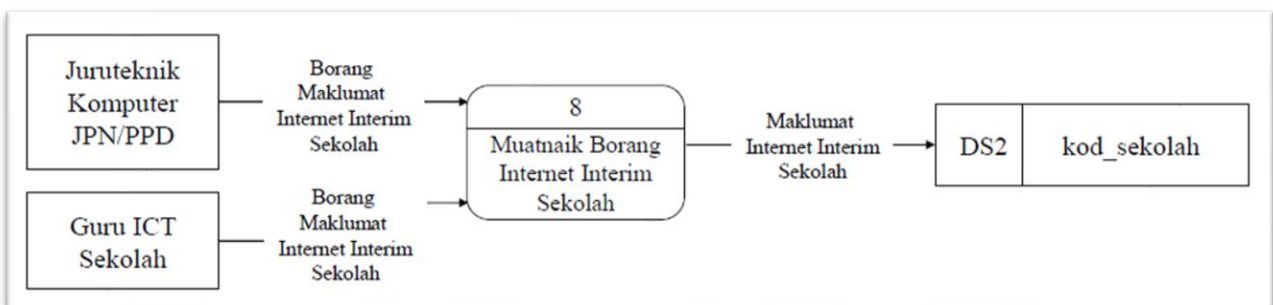 Juruteknik
Komputer
JPN/PPD
Borang
Maklumat
Internet Interim
Sekolah
Guru ICT
Sekolah
Borang
Maklumat
Internet Interim
Sekolah
8
Muatnaik Borang
Internet Interim
Sekolah
Maklumat
Internet Interim
Sekolah
DS2
kod_sekolah